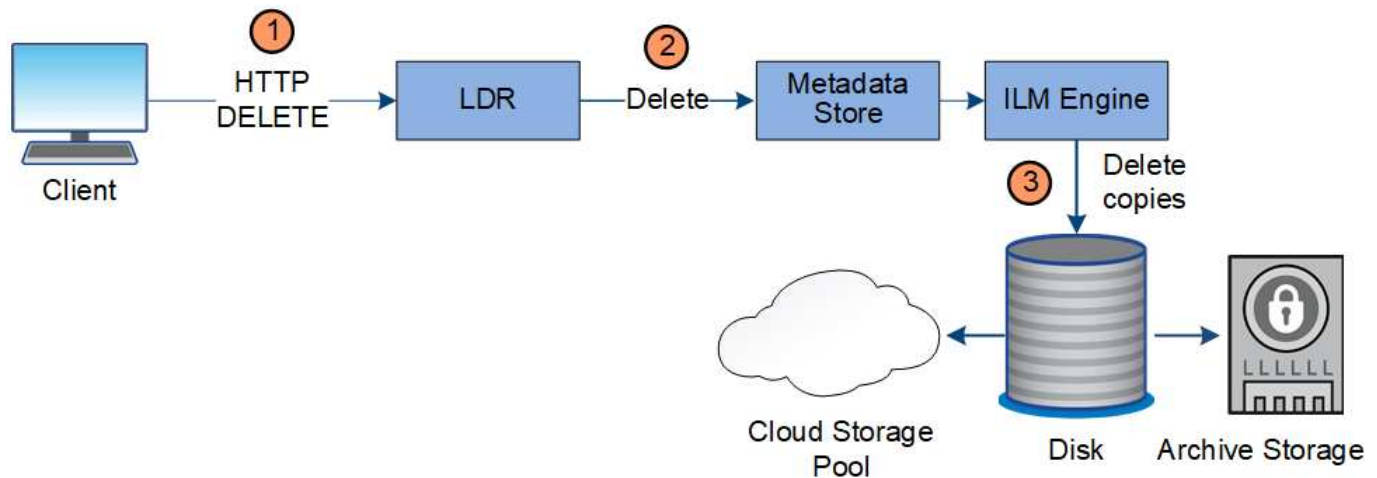 1
HTTP
DELETE
2
Delete
LDR
Metadata
Store
ILM Engine
Client
3
Delete
copies
LLLLLL
Cloud Storage
Pool
Disk
Archive Storage